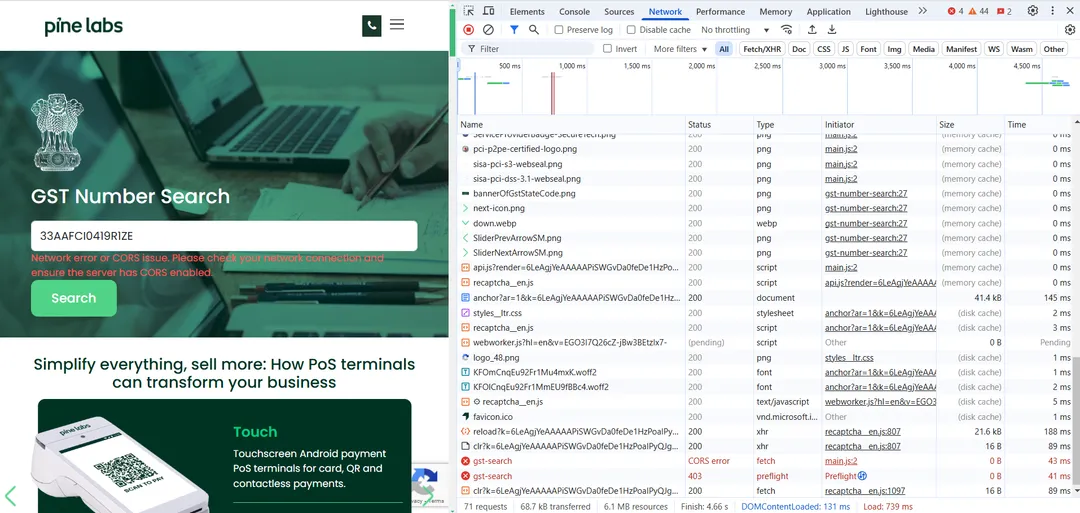 pine labs
GST Number Search
33AAFCI0419R1ZE
Network error or CORS issue. Please check your network connection and
ensure the server has CORS enabled.
Search
Simplify everything, sell more: How PoS terminals
can transform your business
pine labs
SCAN TO PAY
Touch
Touchscreen Android payment
PoS terminals for card, QR and
contactless payments.
Elements Console Sources Network Performance Memory Application Lighthouse 4 44 2
Preserve log Disable cache No throttling
Filter Invert More filters All Fetch/XHR Doc CSS JS Font Img Media Manifest WS Wasm Other
500 ms 1,000 ms 1,500 ms 2,000 ms 2,500 ms 3,000 ms 3,500 ms 4,000 ms 4,500 ms
Name Status Type Initiator Size Time
ServiceProviderBadge-SecureTech.png 200 png main.js:2 (memory cache) 0 ms
pci-p2pe-certified-logo.png 200 png main.js:2 (memory cache) 0 ms
sisa-pci-s3-webseal.png 200 png main.js:2 (memory cache) 0 ms
sisa-pci-dss-3.1-webseal.png 200 png main.js:2 (memory cache) 0 ms
bannerOfGstStateCode.png 200 png gst-number-search:27 (memory cache) 0 ms
next-icon.png 200 png gst-number-search:27 (memory cache) 0 ms
down.webp 200 webp gst-number-search:27 (memory cache) 0 ms
SliderPrevArrowSM.png 200 png gst-number-search:27 (memory cache) 0 ms
SliderNextArrowSM.png 200 png gst-number-search:27 (memory cache) 0 ms
api.js?render=6LeAgjYeAAAAAPiSWGvDa0feDe1HzPo... 200 script main.js:2 (memory cache) 0 ms
recaptcha__en.js 200 script api.js?render=6LeAgjYeAAAA (memory cache) 0 ms
anchor?ar=1&k=6LeAgjYeAAAAAPiSWGvDa0feDe1HzP... 200 document 41.4 kB 145 ms
styles__ltr.css 200 stylesheet anchor?ar=1&k=6LeAgjYeAAA (disk cache) 2 ms
recaptcha__en.js 200 script anchor?ar=1&k=6LeAgjYeAAA (disk cache) 3 ms
webworker.js?hl=en&v=EGO3I7Q26cZ-jBw3BEtzIx7- (pending) script Other 0 B Pending
logo_48.png 200 png styles__ltr.css (disk cache) 1 ms
KFOmCnqEu92Fr1Mu4mxK.woff2 200 font anchor?ar=1&k=6LeAgjYeAAA (disk cache) 1 ms
KFOlCnqEu92Fr1MmEU9fBBc4.woff2 200 font anchor?ar=1&k=6LeAgjYeAAA (disk cache) 2 ms
recaptcha__en.js 200 text/javascript webworker.js?hl=en&v=EGO3 (disk cache) 5 ms
favicon.ico 200 vnd.microsoft.i... Other (disk cache) 1 ms
reload?k=6LeAgjYeAAAAAPiSWGvDa0feDe1HzPoaIPy... 200 xhr recaptcha__en.js:807 21.6 kB 188 ms
clr?k=6LeAgjYeAAAAAPiSWGvDa0feDe1HzPoaIPyQJg... 200 xhr recaptcha__en.js:807 16 B 89 ms
gst-search CORS error fetch main.js:2 0 B 43 ms
gst-search 403 preflight Preflight 0 B 41 ms
clr?k=6LeAgjYeAAAAAPiSWGvDa0feDe1HzPoaIPyQJg... 200 fetch recaptcha__en.js:1097 16 B 89 ms
71 requests 68.7 kB transferred 6.1 MB resources Finish: 4.66 s DOMContentLoaded: 131 ms Load: 739 ms